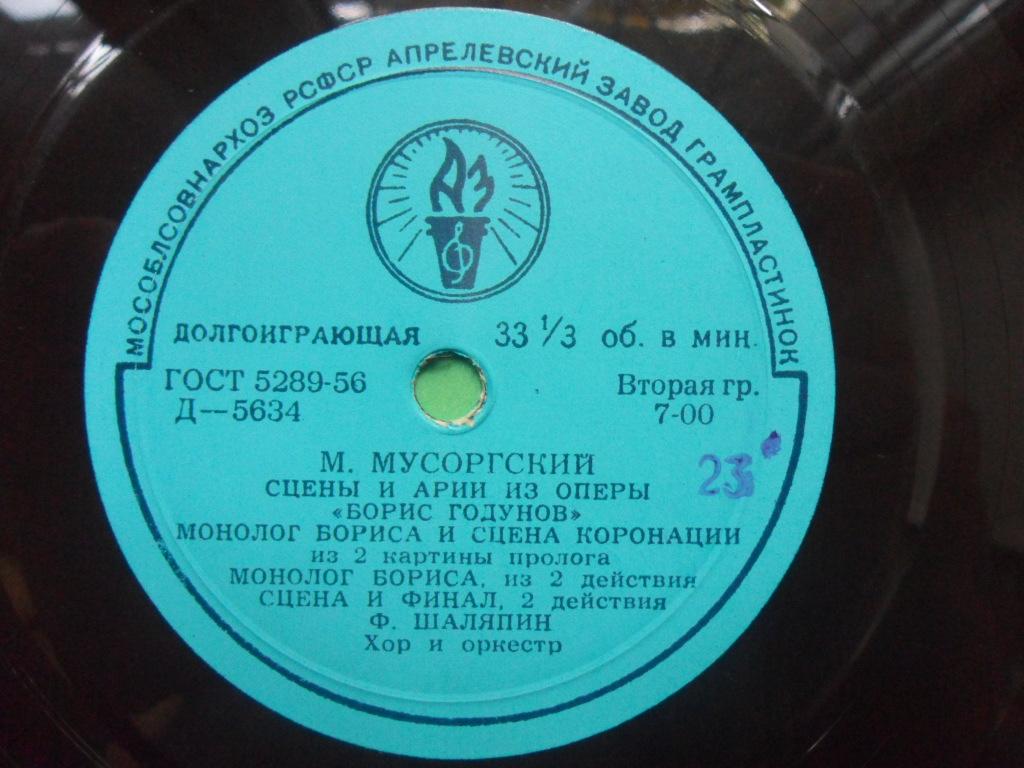 МОСОБЛСОВНАРХОЗ РСФСР АПРЕЛЕВСКИЙ ЗАВОД ГРАМПЛАСТИНОК
АЗ
ДОЛГОИГРАЮЩАЯ 33 1/3 об. в мин.
ГОСТ 5289-56 Вторая гр.
Д—5634 7-00
М. МУСОРГСКИЙ
23
СЦЕНЫ И АРИИ ИЗ ОПЕРЫ
«БОРИС ГОДУНОВ»
МОНОЛОГ БОРИСА И СЦЕНА КОРОНАЦИИ
из 2 картины пролога
МОНОЛОГ БОРИСА, из 2 действия
СЦЕНА И ФИНАЛ, 2 действия
Ф. ШАЛЯПИН
Хор и оркестр